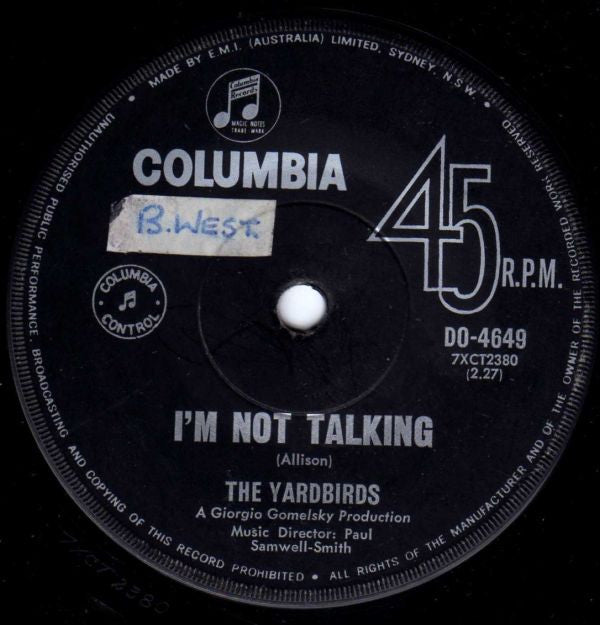 MADE BY E.M.I. (AUSTRALIA) LIMITED, SYDNEY, N.S.W.
Columbia
Records
MAGIC NOTES
TRADE MARK
COLUMBIA
45 R.P.M.
B. WEST.
COLUMBIA
CONTROL
DO-4649
7XCT2380
(2.27)
I'M NOT TALKING
(Allison)
THE YARDBIRDS
A Giorgio Gomelsky Production
Music Director: Paul
Samwell-Smith
UNAUTHORISED PUBLIC PERFORMANCE, BROADCASTING AND COPYING OF THIS RECORD PROHIBITED • ALL RIGHTS OF THE MANUFACTURER AND OF THE OWNER OF THE RECORDED WORK RESERVED